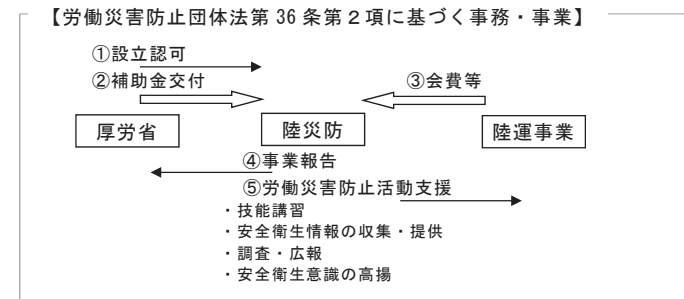 【労働災害防止団体法第36条第２項に基づく事務・事業】
①設立認可
②補助金交付
③会費等
厚労省
陸災防
陸運事業
④事業報告
⑤労働災害防止活動支援
・技能講習
・安全衛生情報の収集・提供
・調査・広報
・安全衛生意識の高揚